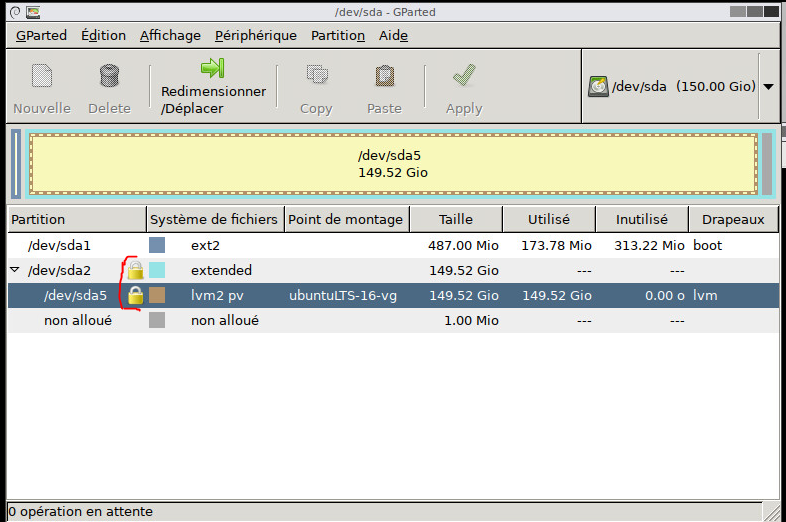 /dev/sda - GParted
GParted Édition Affichage Périphérique Partition Aide
Nouvelle Delete Redimensionner /Déplacer Copy Paste Apply /dev/sda (150.00 Gio)
/dev/sda5
149.52 Gio
Partition Système de fichiers Point de montage Taille Utilisé Inutilisé Drapeaux
/dev/sda1 ext2 487.00 Mio 173.78 Mio 313.22 Mio boot
/dev/sda2 extended 149.52 Gio --- ---
/dev/sda5 lvm2 pv ubuntuLTS-16-vg 149.52 Gio 149.52 Gio 0.00 o lvm
non alloué non alloué 1.00 Mio --- ---
0 opération en attente